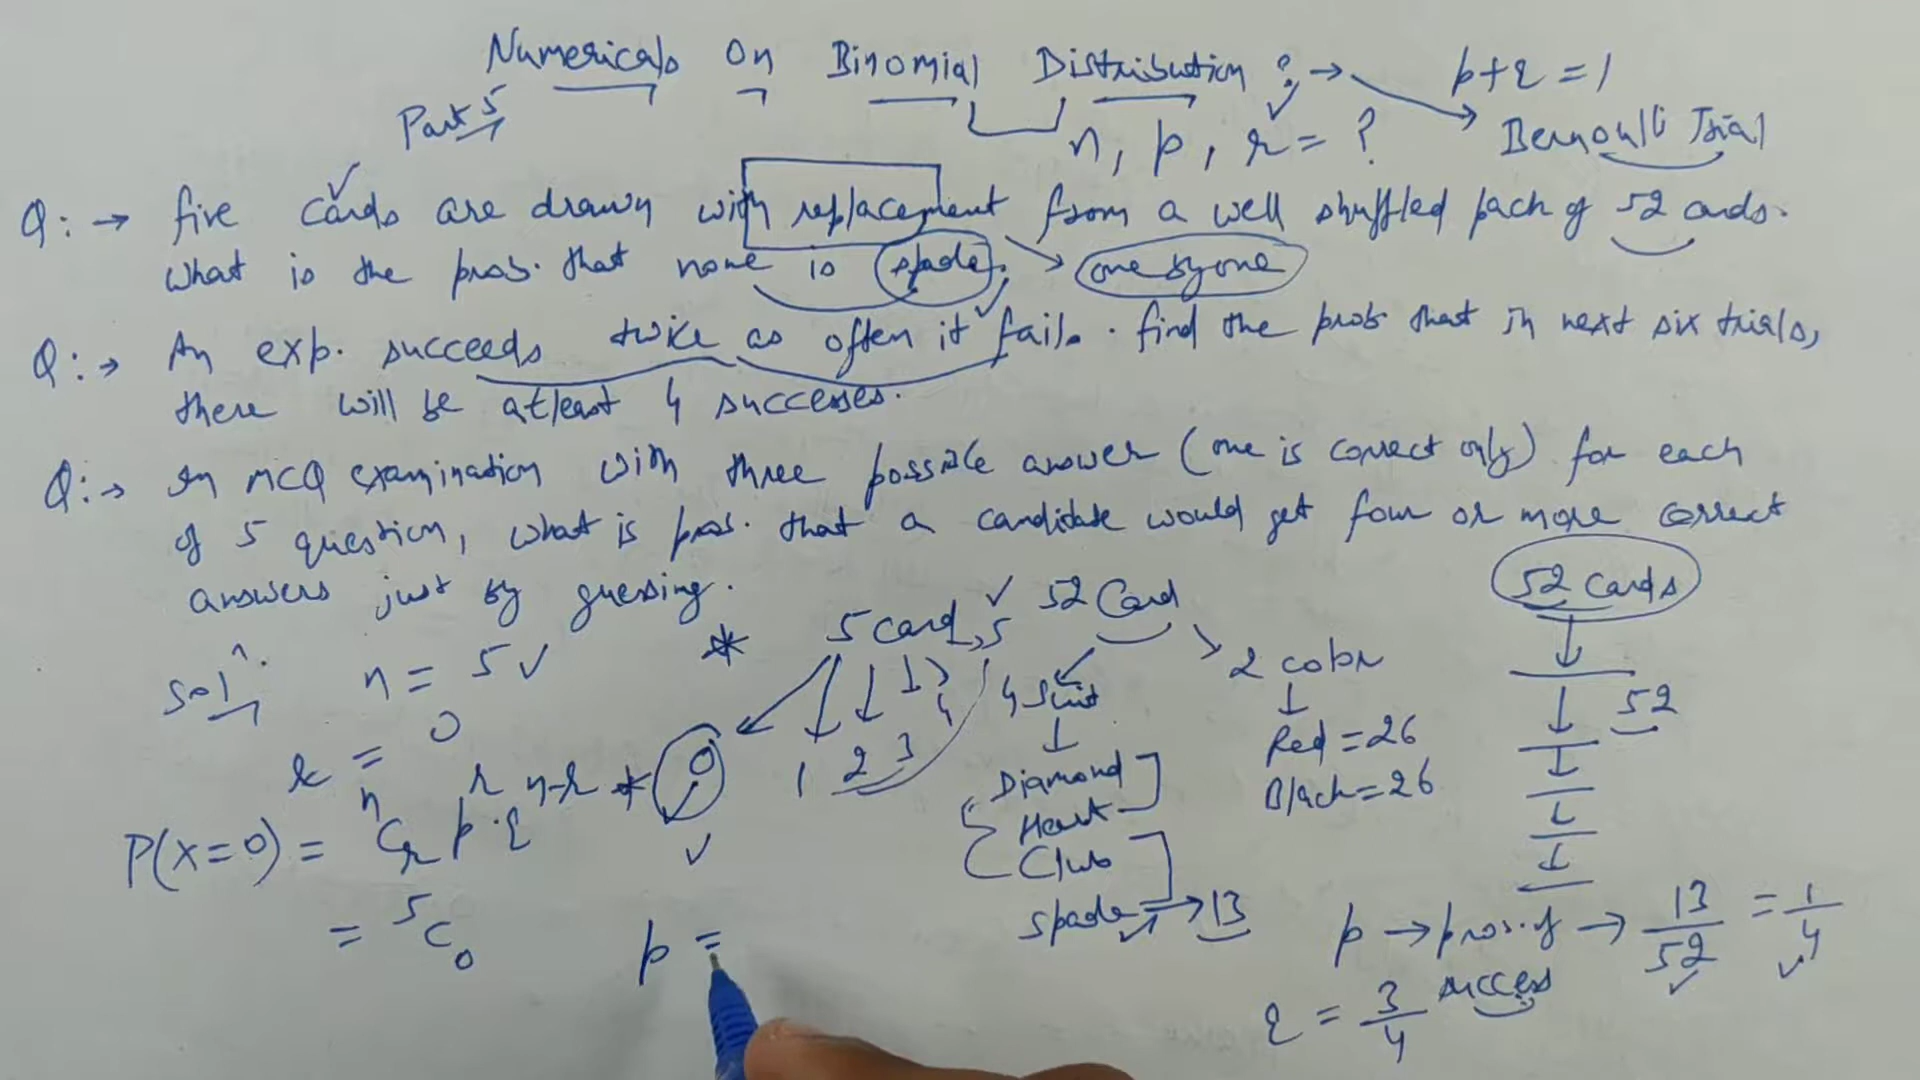 Numericals On Binomial Distribution :→ p+q=1
Part 5
n, p, r = ?
Bernoulli Trial
Q:→ five cards are drawn with replacement from a well shuffled pack of 52 cards.
What is the prob. that none is spade. one by one
Q:→ An exp. succeeds twice as often it fails. find the prob that in next six trials,
there will be atleast 4 successes.
Q:→ In MCQ examination with three possible answer (one is correct only) for each
of 5 question, what is prob. that a candidate would get four or more correct
answers just by guessing.
52 Cards
Sol^n.
n = 5 ✓
r = 0
P(x=0) = nCr p^r . q^n-r
= 5C0
p =
* 5 card, 5 ✓
* 0 1 2 3 4
✓
52 Card
4 Suit
Diamond
Heart
Club
Spade → 13
2 color
Red = 26
Black = 26
52
p → prob. of → 13/52 = 1/4
success
q = 3/4